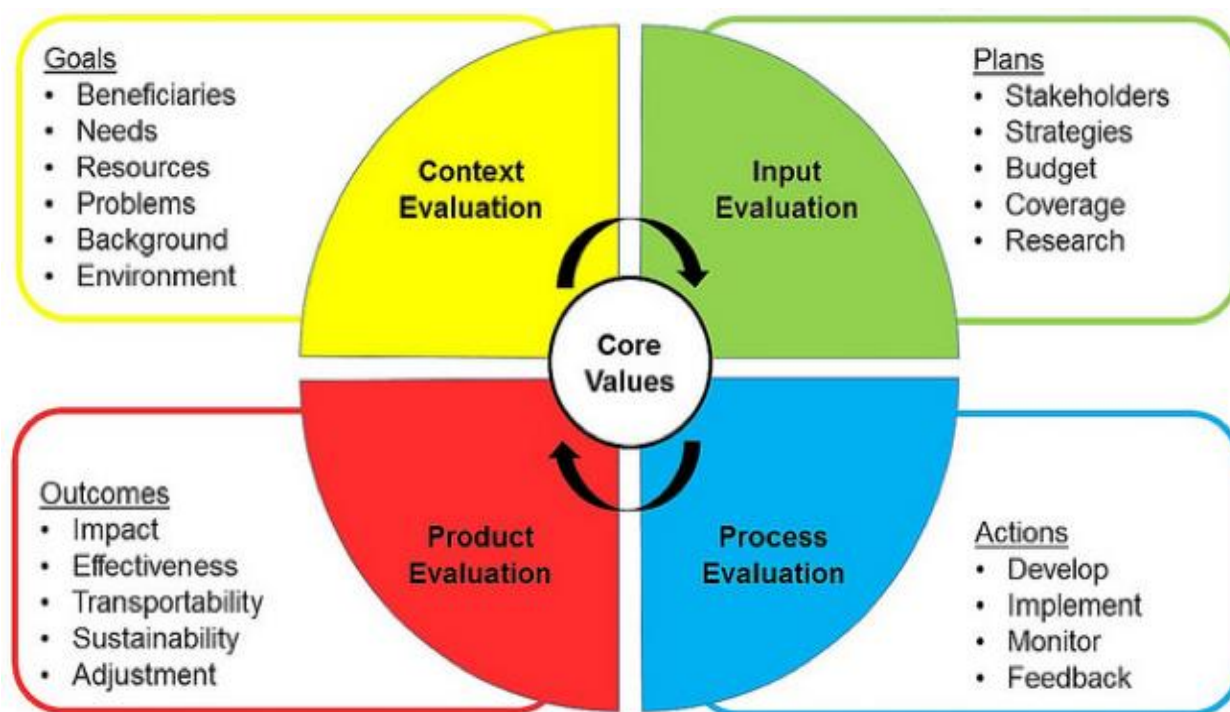 Goals
• Beneficiaries
• Needs
• Resources
• Problems
• Background
• Environment
Context
Evaluation
Input
Evaluation
Plans
• Stakeholders
• Strategies
• Budget
• Coverage
• Research
Core
Values
Outcomes
• Impact
• Effectiveness
• Transportability
• Sustainability
• Adjustment
Product
Evaluation
Process
Evaluation
Actions
• Develop
• Implement
• Monitor
• Feedback